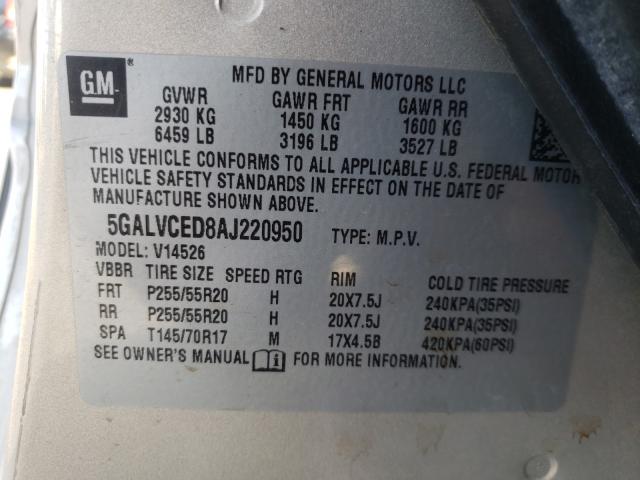 GM ®
MFD BY GENERAL MOTORS LLC
GVWR GAWR FRT GAWR RR
2930 KG 1450 KG 1600 KG
6459 LB 3196 LB 3527 LB
THIS VEHICLE CONFORMS TO ALL APPLICABLE U.S. FEDERAL MOTOR
VEHICLE SAFETY STANDARDS IN EFFECT ON THE DATE OF
MANUFACTURE SHOWN ABOVE.
5GALVCED8AJ220950 TYPE: M.P.V.
MODEL: V14526
VBBR TIRE SIZE SPEED RTG RIM COLD TIRE PRESSURE
FRT P255/55R20 H 20X7.5J 240KPA(35PSI)
RR P255/55R20 H 20X7.5J 240KPA(35PSI)
SPA T145/70R17 M 17X4.5B 420KPA(60PSI)
SEE OWNER'S MANUAL FOR MORE INFORMATION.